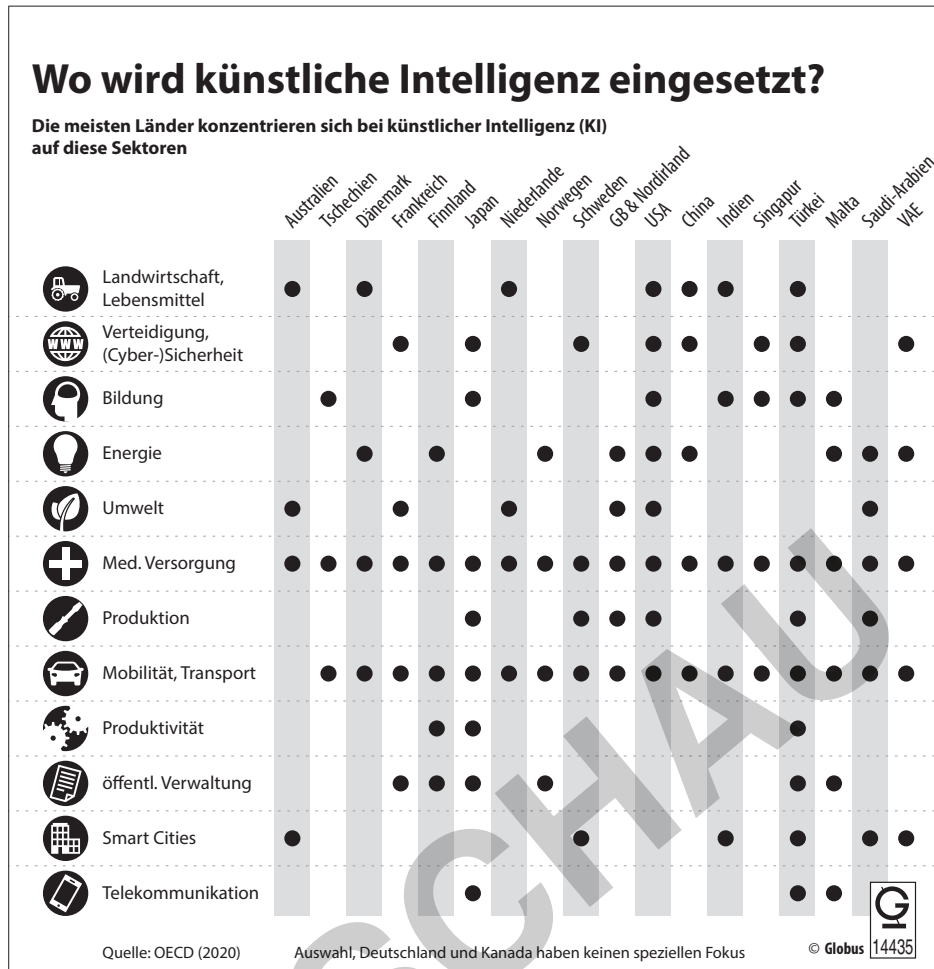 Wo wird künstliche Intelligenz eingesetzt?
Die meisten Länder konzentrieren sich bei künstlicher Intelligenz (KI)
auf diese Sektoren
Australien
Tschechien
Dänemark
Frankreich
Finnland
Japan
Niederlande
Norwegen
Schweden
GB & Nordirland
USA
China
Indien
Singapur
Türkei
Malta
Saudi-Arabien
VAE
Landwirtschaft,
Lebensmittel
WWW
Verteidigung,
(Cyber-)Sicherheit
Bildung
Energie
Umwelt
Med. Versorgung
Produktion
Mobilität, Transport
Produktivität
öffentl. Verwaltung
Smart Cities
Telekommunikation
SCHAU
G
Quelle: OECD (2020) Auswahl, Deutschland und Kanada haben keinen speziellen Fokus © Globus 14435